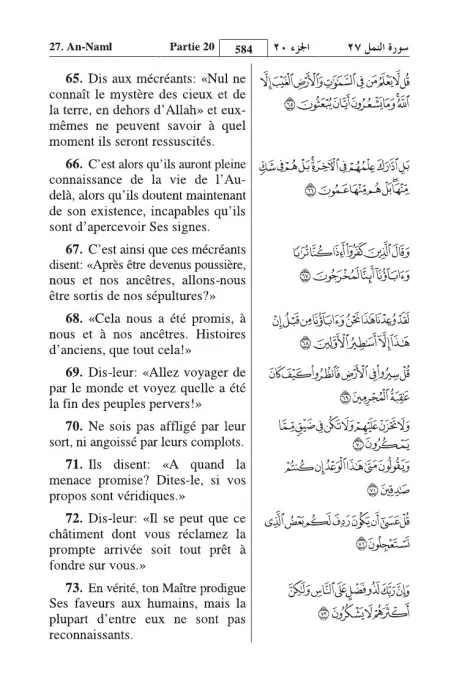 27. An-Naml Partie 20 584 الجزء ٢٠ سورة النمل ٢٧
65. Dis aux mécréants: «Nul ne
connaît le mystère des cieux et de
la terre, en dehors d'Allah» et eux-
mêmes ne peuvent savoir à quel
moment ils seront ressuscités.
66. C'est alors qu'ils auront pleine
connaissance de la vie de l'Au-
delà, alors qu'ils doutent maintenant
de son existence, incapables qu'ils
sont d'apercevoir Ses signes.
67. C'est ainsi que ces mécréants
disent: «Après être devenus poussière,
nous et nos ancêtres, allons-nous
être sortis de nos sépultures?»
68. «Cela nous a été promis, à
nous et à nos ancêtres. Histoires
d'anciens, que tout cela!»
69. Dis-leur: «Allez voyager de
par le monde et voyez quelle a été
la fin des peuples pervers!»
70. Ne sois pas affligé par leur
sort, ni angoissé par leurs complots.
71. Ils disent: «A quand la
menace promise? Dites-le, si vos
propos sont véridiques.»
72. Dis-leur: «Il se peut que ce
châtiment dont vous réclamez la
prompte arrivée soit tout prêt à
fondre sur vous.»
73. En vérité, ton Maître prodigue
Ses faveurs aux humains, mais la
plupart d'entre eux ne sont pas
reconnaissants.
قُل لَّا يَعْلَمُ مَن فِي السَّمَٰوَٰتِ وَالْأَرْضِ الْغَيْبَ إِلَّا
اللَّهُ وَمَا يَشْعُرُونَ أَيَّانَ يُبْعَثُونَ ٦٥
بَلِ ادَّٰرَكَ عِلْمُهُمْ فِي الْآخِرَةِ بَلْ هُمْ فِي شَكٍّ
مِّنْهَا بَلْ هُم مِّنْهَا عَمُونَ ٦٦
وَقَالَ الَّذِينَ كَفَرُوا أَءِذَا كُنَّا تُرَٰبًا
وَءَابَاؤُنَا أَئِنَّا لَمُخْرَجُونَ ٦٧
لَقَدْ وُعِدْنَا هَٰذَا نَحْنُ وَءَابَاؤُنَا مِن قَبْلُ إِنْ
هَٰذَا إِلَّا أَسَٰطِيرُ الْأَوَّلِينَ ٦٨
قُلْ سِيرُوا فِي الْأَرْضِ فَانظُرُوا كَيْفَ كَانَ
عَٰقِبَةُ الْمُجْرِمِينَ ٦٩
وَلَا تَحْزَنْ عَلَيْهِمْ وَلَا تَكُن فِي ضَيْقٍ مِّمَّا
يَمْكُرُونَ ٧٠
وَيَقُولُونَ مَتَىٰ هَٰذَا الْوَعْدُ إِن كُنتُمْ
صَٰدِقِينَ ٧١
قُلْ عَسَىٰ أَن يَكُونَ رَدِفَ لَكُم بَعْضُ الَّذِي
تَسْتَعْجِلُونَ ٧٢
وَإِنَّ رَبَّكَ لَذُو فَضْلٍ عَلَى النَّاسِ وَلَٰكِنَّ
أَكْثَرَهُمْ لَا يَشْكُرُونَ ٧٣